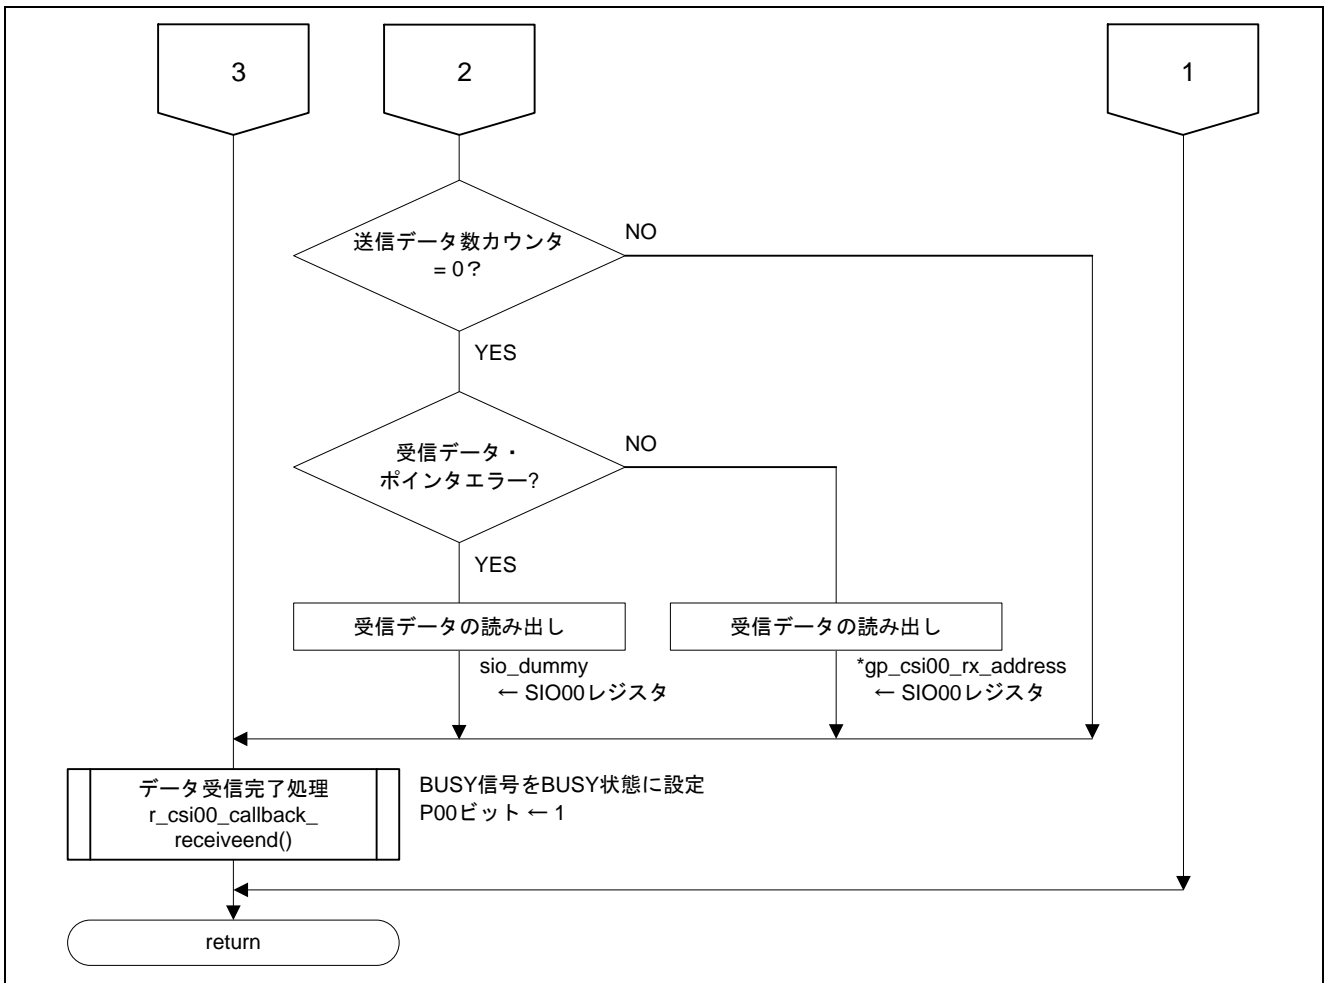 3
2
1
送信データ数カウンタ
= 0？
NO
YES
受信データ・
ポインタエラー?
NO
YES
受信データの読み出し
受信データの読み出し
sio_dummy
← SIO00レジスタ
*gp_csi00_rx_address
← SIO00レジスタ
データ受信完了処理
r_csi00_callback_
receiveend()
BUSY信号をBUSY状態に設定
P00ビット ← 1
return